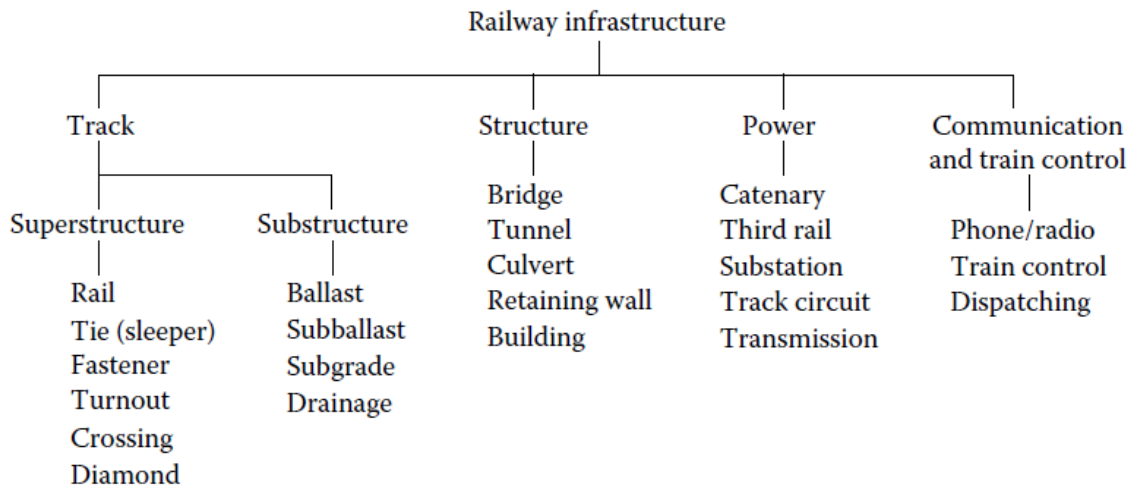 Railway infrastructure
Track
Structure
Power
Communication
and train control
Superstructure
Substructure
Rail
Tie (sleeper)
Fastener
Turnout
Crossing
Diamond
Ballast
Subballast
Subgrade
Drainage
Bridge
Tunnel
Culvert
Retaining wall
Building
Catenary
Third rail
Substation
Track circuit
Transmission
Phone/radio
Train control
Dispatching